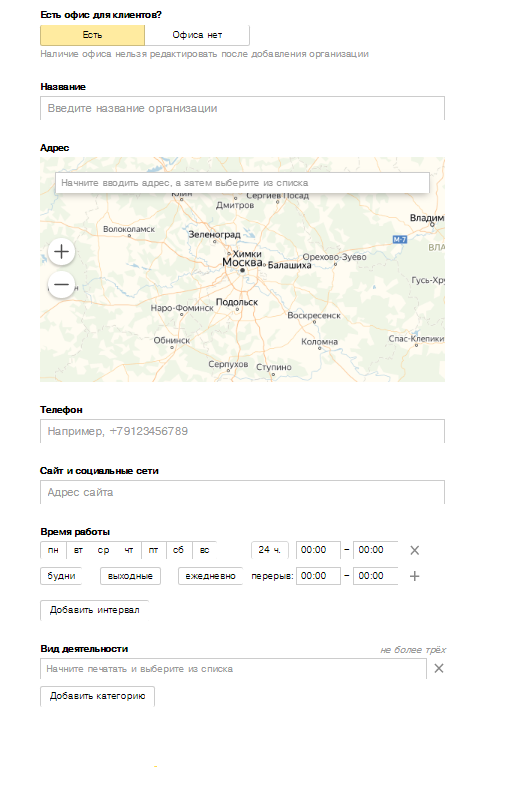 Есть офис для клиентов?
Есть Офиса нет
Наличие офиса нельзя редактировать после добавления организации
Название
Введите название организации
Адрес
Начните вводить адрес, а затем выберите из списка
Клин Сергиев Посад
Дмитров
Владим
Волоколамск
Зеленоград
М-7
ВЛА
Химки
Орехово-Зуево
Москва Балашиха
Гусь-Хру
Подольск
Наро-Фоминск
Воскресенск
Обнинск Коломна Спас-Клепики
Серпухов Ступино
Телефон
Например, +79123456789
Сайт и социальные сети
Адрес сайта
Время работы
пн вт ср чт пт сб вс 24 ч. 00:00 – 00:00
будни выходные ежедневно перерыв: 00:00 – 00:00
Добавить интервал
Вид деятельности не более трёх
Начните печатать и выберите из списка
Добавить категорию